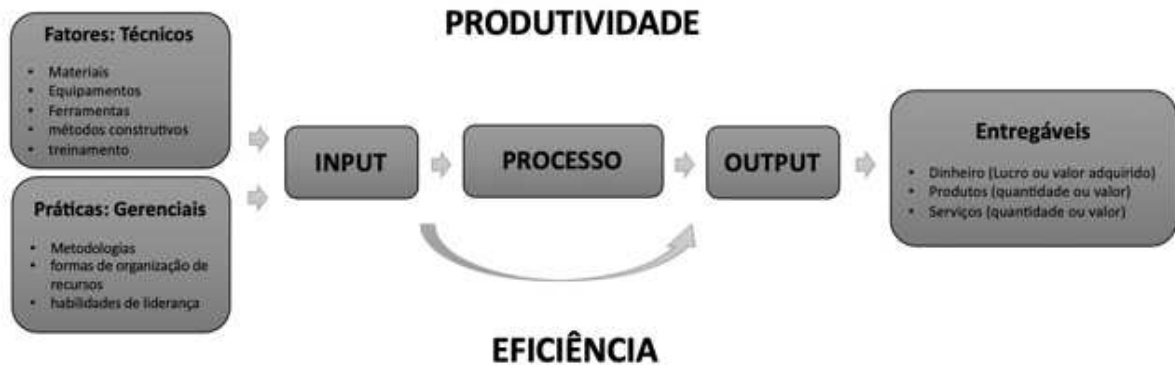 PRODUTIVIDADE
Fatores: Técnicos
• Materiais
• Equipamentos
• Ferramentas
• métodos construtivos
• treinamento
Práticas: Gerenciais
• Metodologias
• formas de organização de
recursos
• habilidades de liderança
INPUT
PROCESSO
OUTPUT
Entregáveis
• Dinheiro (Lucro ou valor adquirido)
• Produtos (quantidade ou valor)
• Serviços (quantidade ou valor)
EFICIÊNCIA